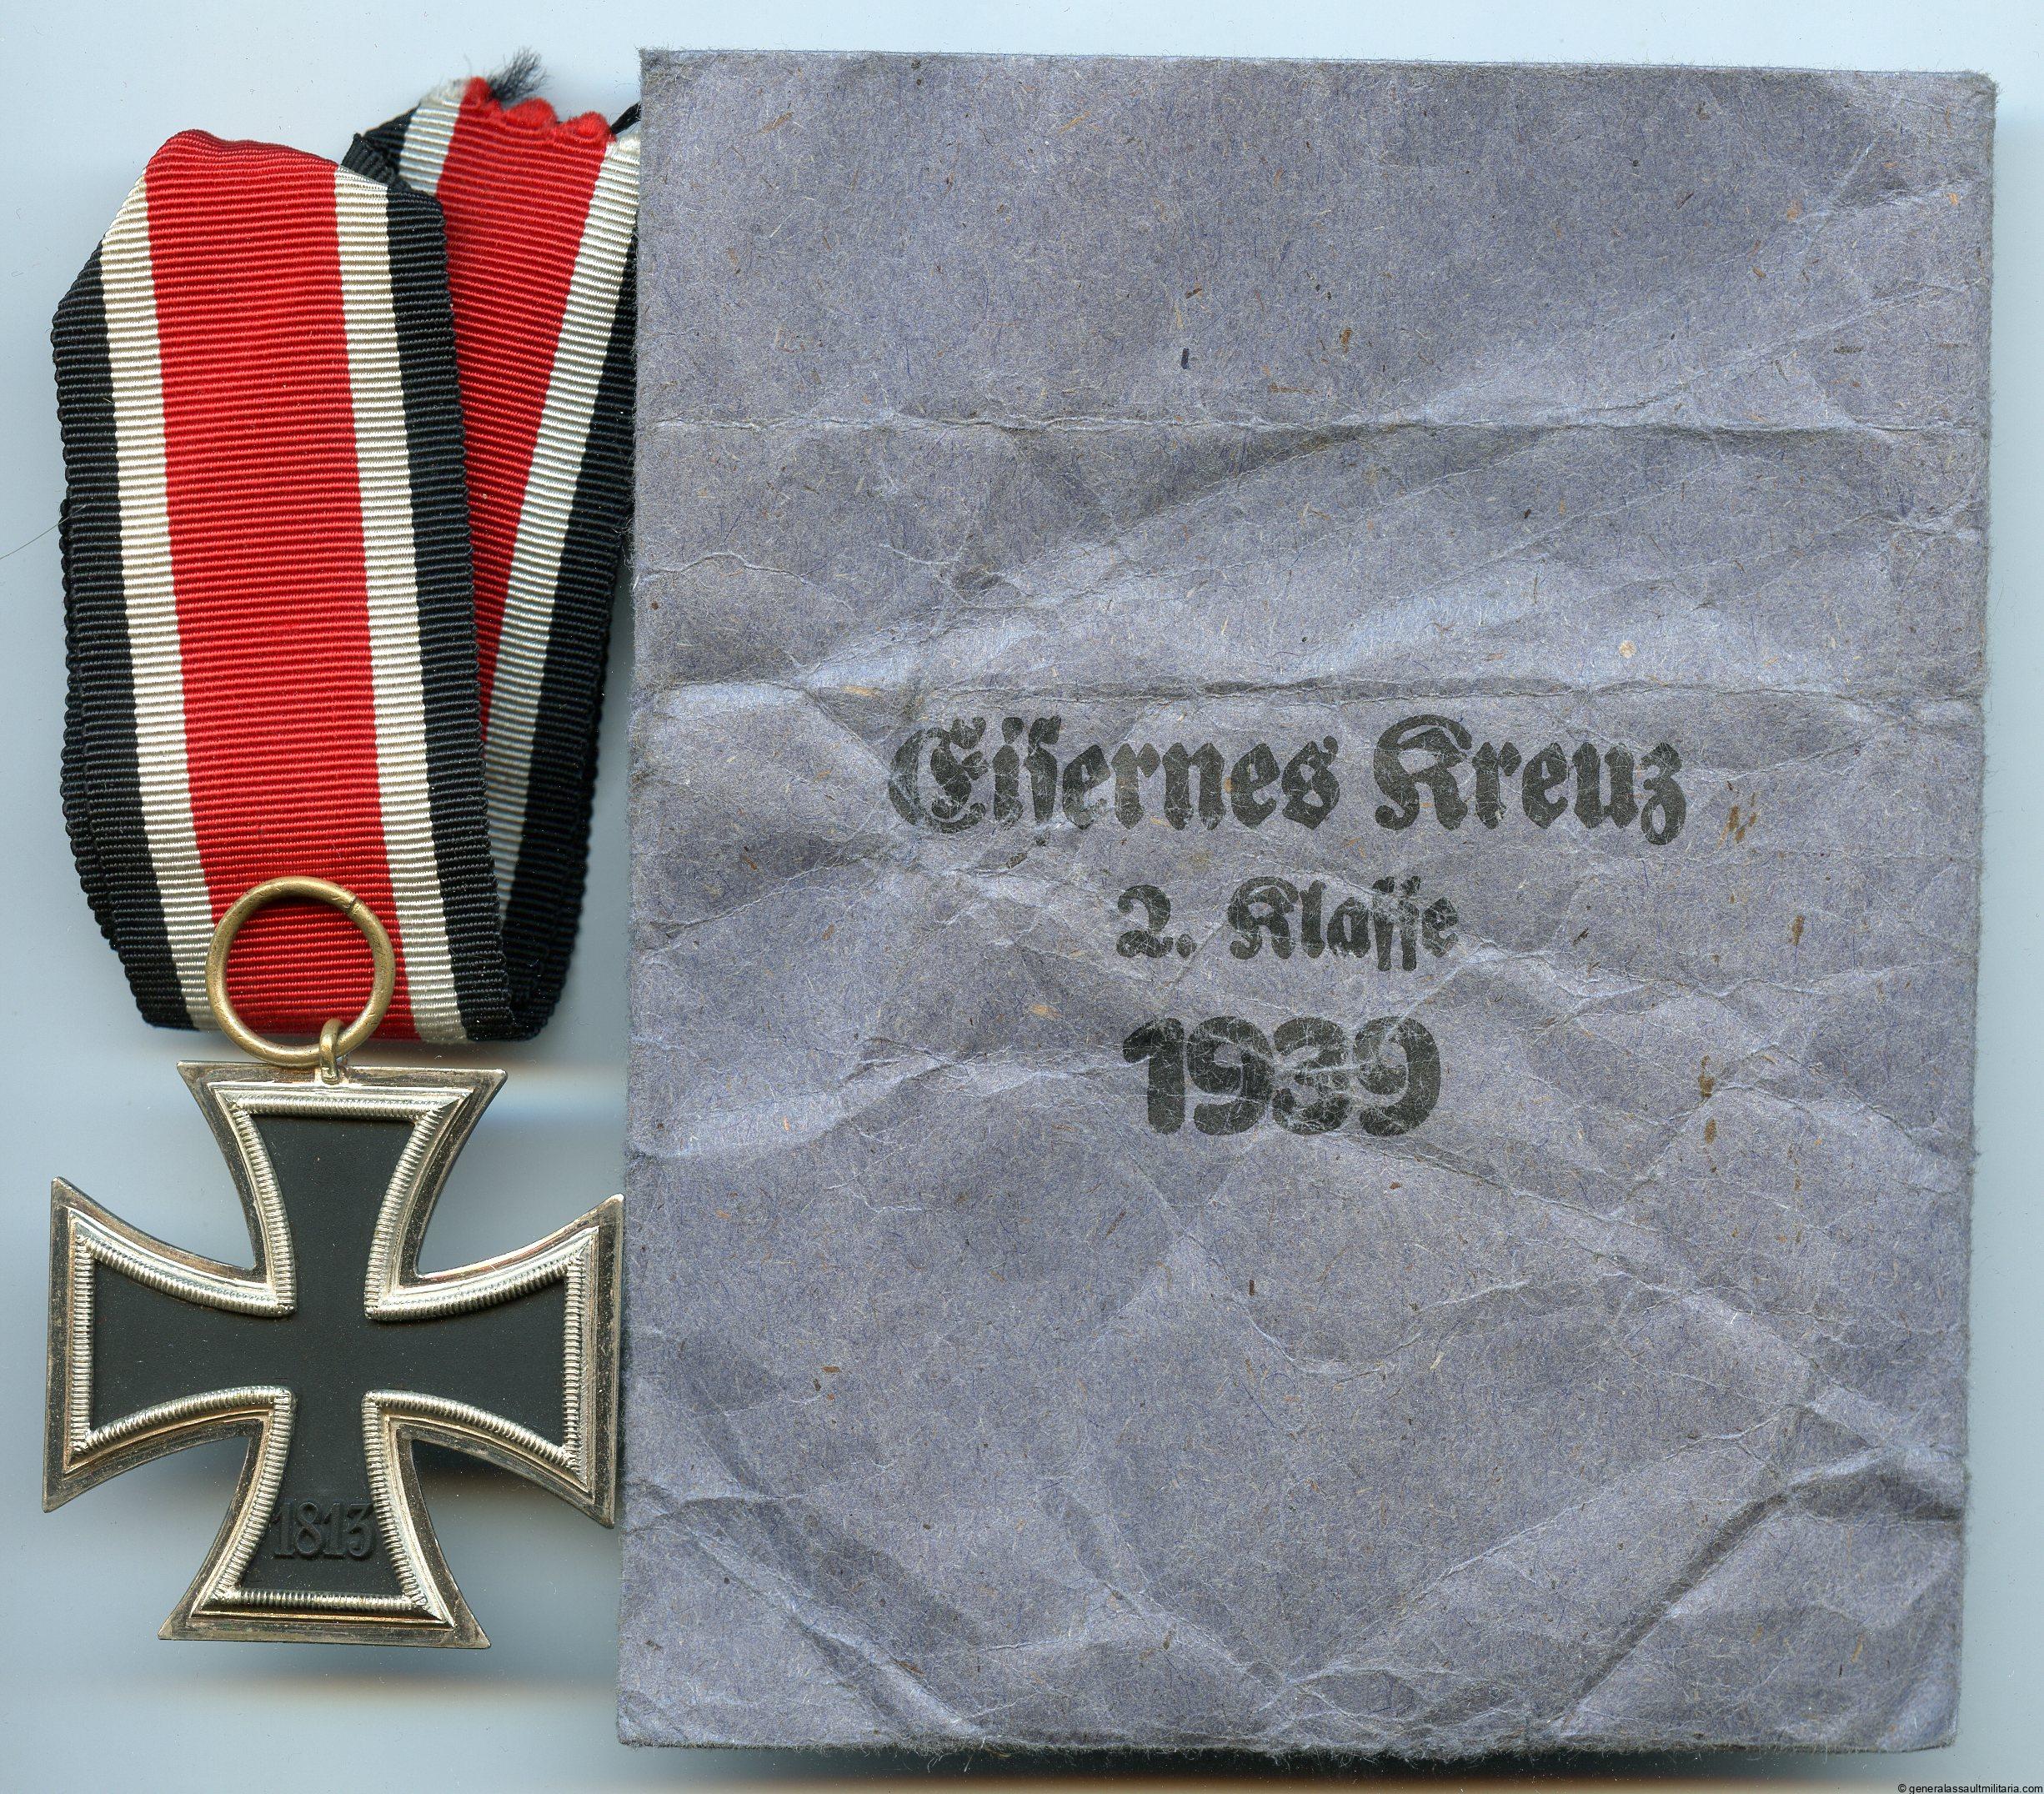 Eisernes Kreuz
2. Klasse
1939
1813
© generalassaultmilitaria.com